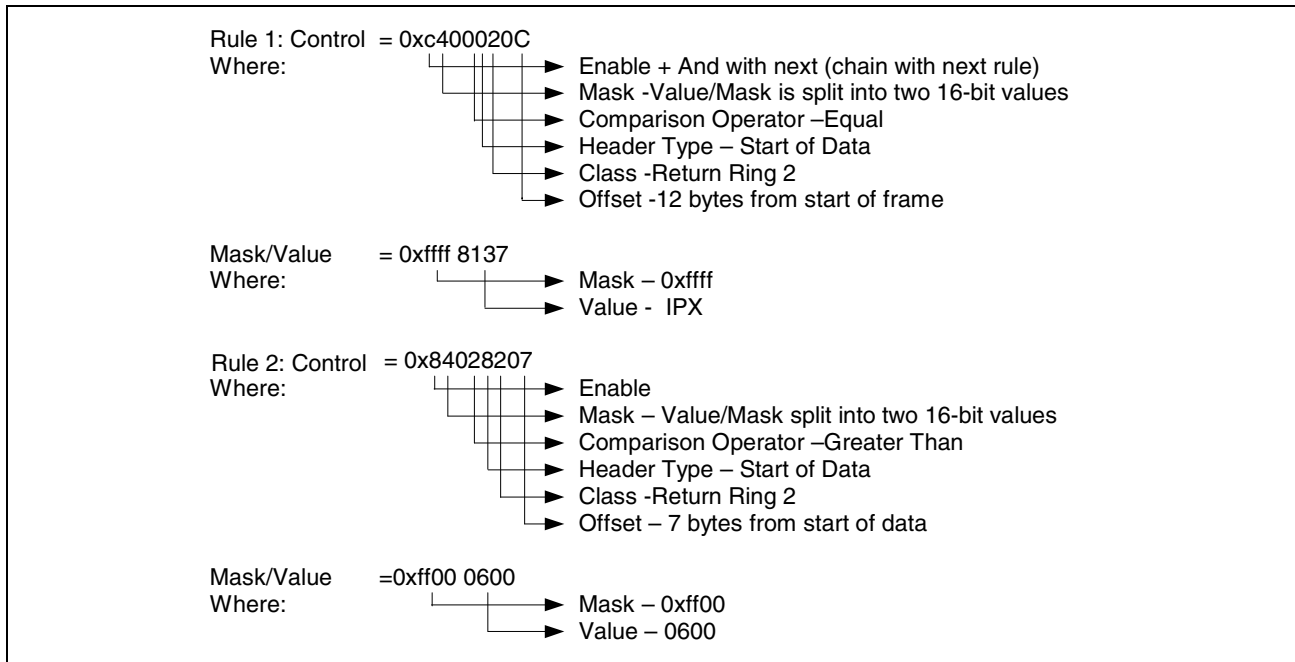 Rule 1: Control = 0xc400020C
Where:
Enable + And with next (chain with next rule)
Mask -Value/Mask is split into two 16-bit values
Comparison Operator –Equal
Header Type – Start of Data
Class -Return Ring 2
Offset -12 bytes from start of frame
Mask/Value = 0xffff 8137
Where:
Mask – 0xffff
Value - IPX
Rule 2: Control = 0x84028207
Where:
Enable
Mask – Value/Mask split into two 16-bit values
Comparison Operator –Greater Than
Header Type – Start of Data
Class -Return Ring 2
Offset – 7 bytes from start of data
Mask/Value =0xff00 0600
Where:
Mask – 0xff00
Value – 0600